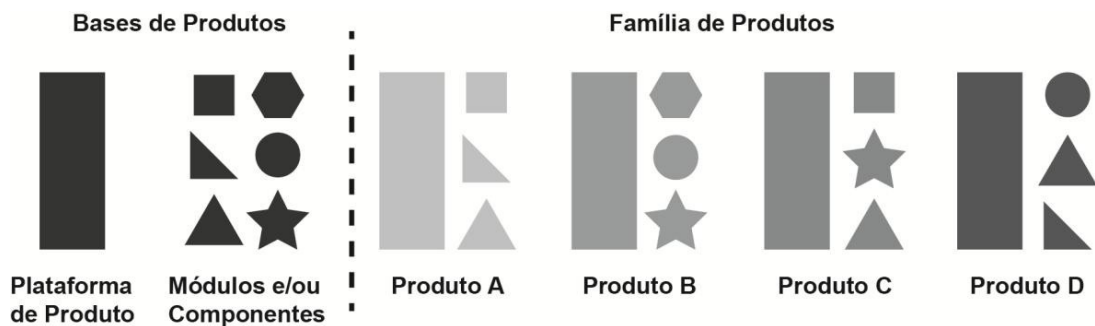 Bases de Produtos
Família de Produtos
Plataforma
de Produto
Módulos e/ou
Componentes
Produto A
Produto B
Produto C
Produto D